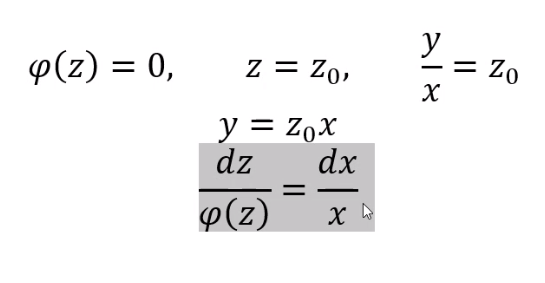 φ(z) = 0, z = z₀, y/x = z₀
y = z₀x
dz/φ(z) = dx/x